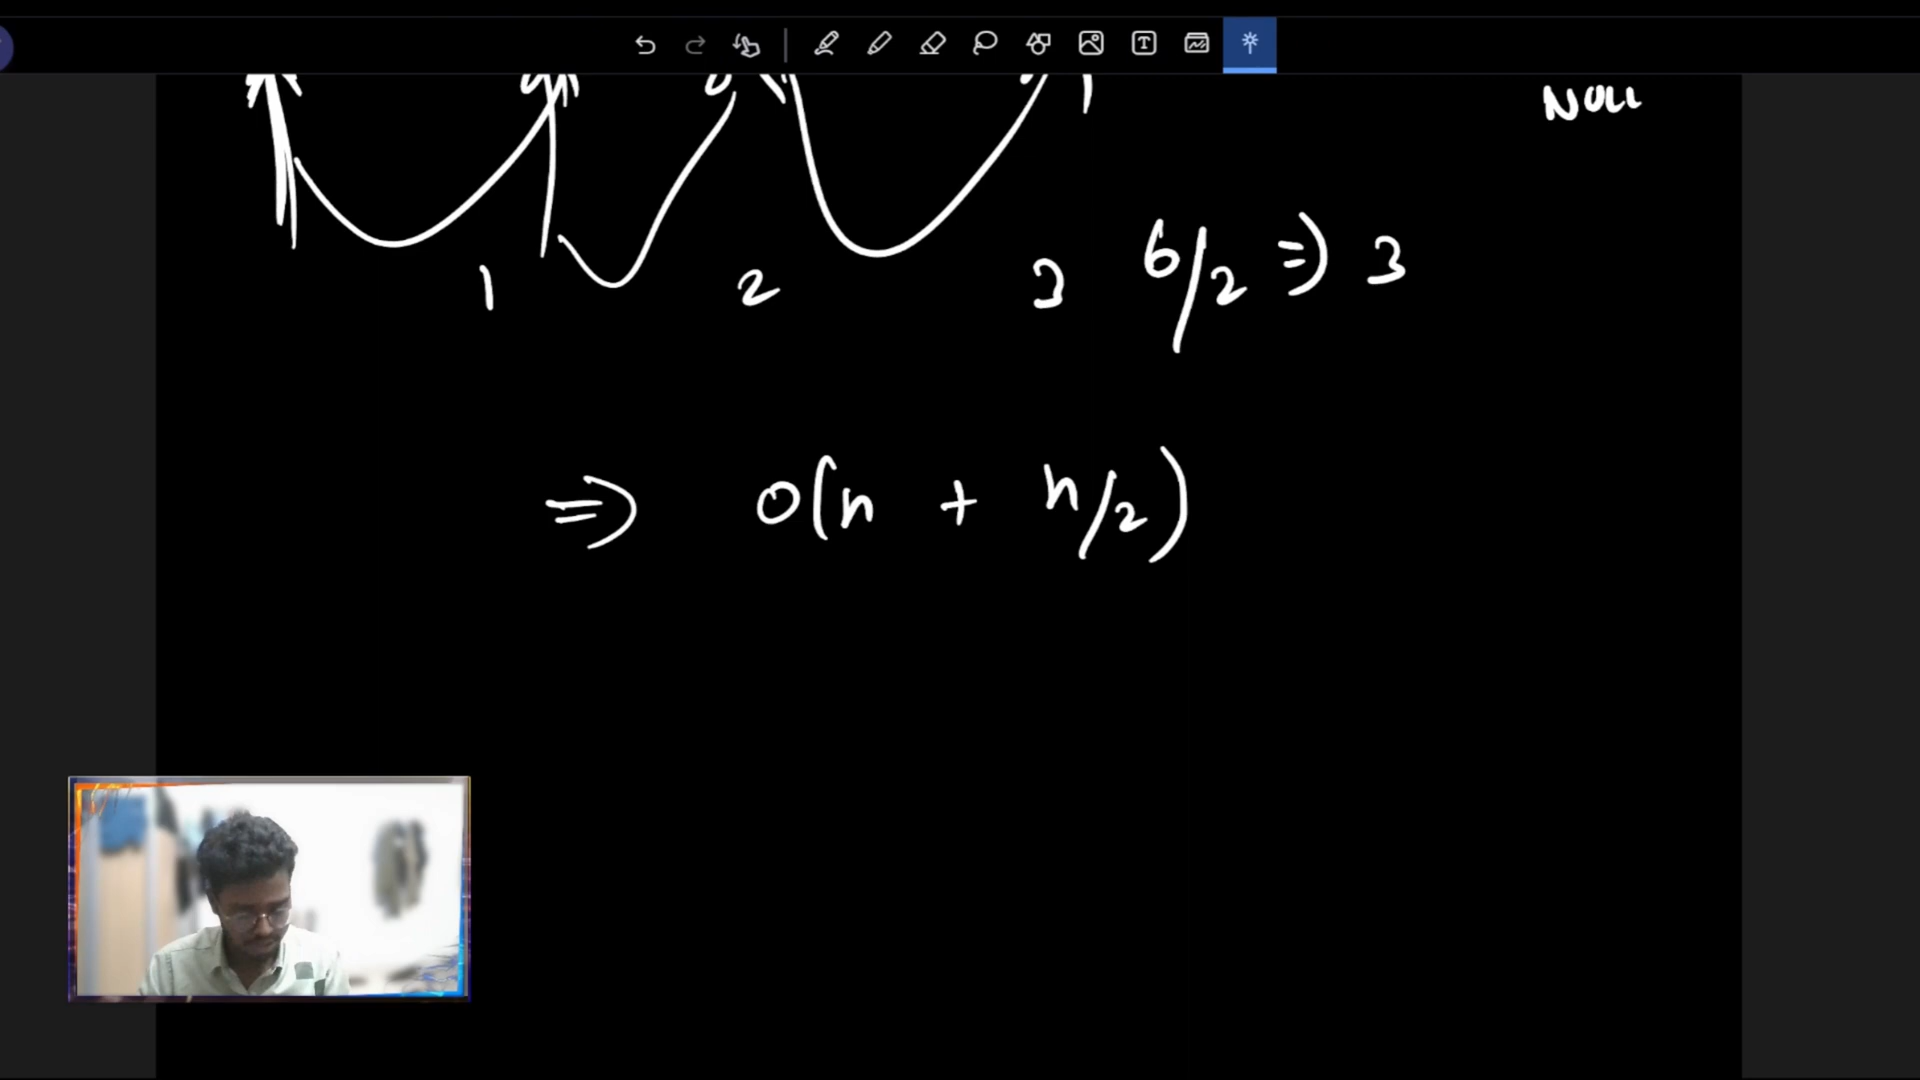 NULL
1 2 3 6/2 => 3
=> O(n + n/2)